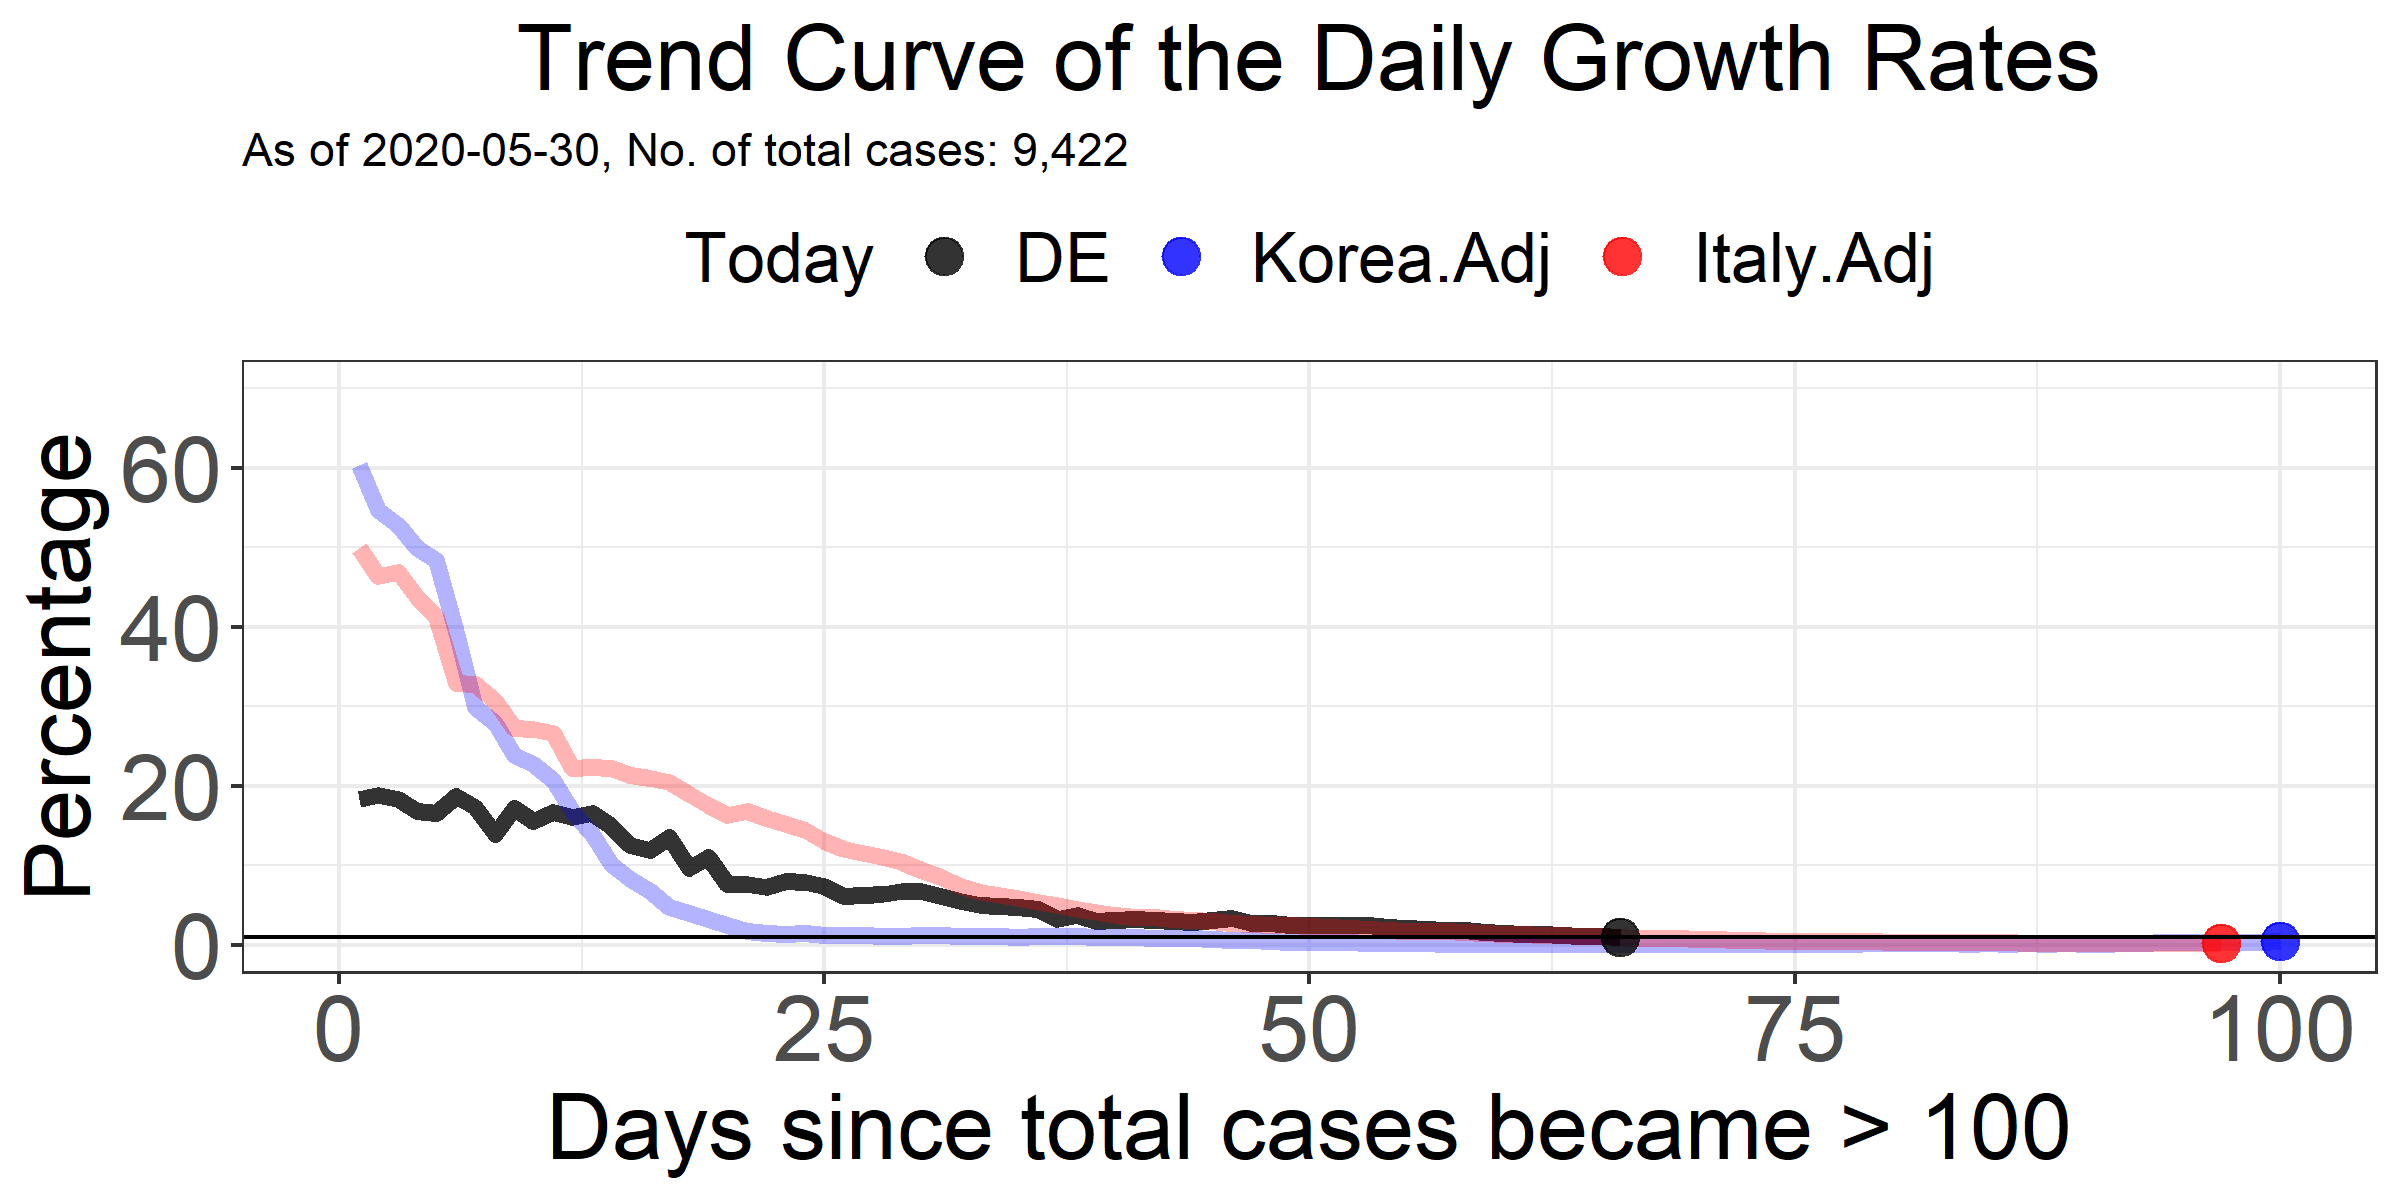 Trend Curve of the Daily Growth Rates
As of 2020-05-30, No. of total cases: 9,422
Today DE Korea.Adj Italy.Adj
Percentage
60
40
20
0
0 25 50 75 100
Days since total cases became > 100